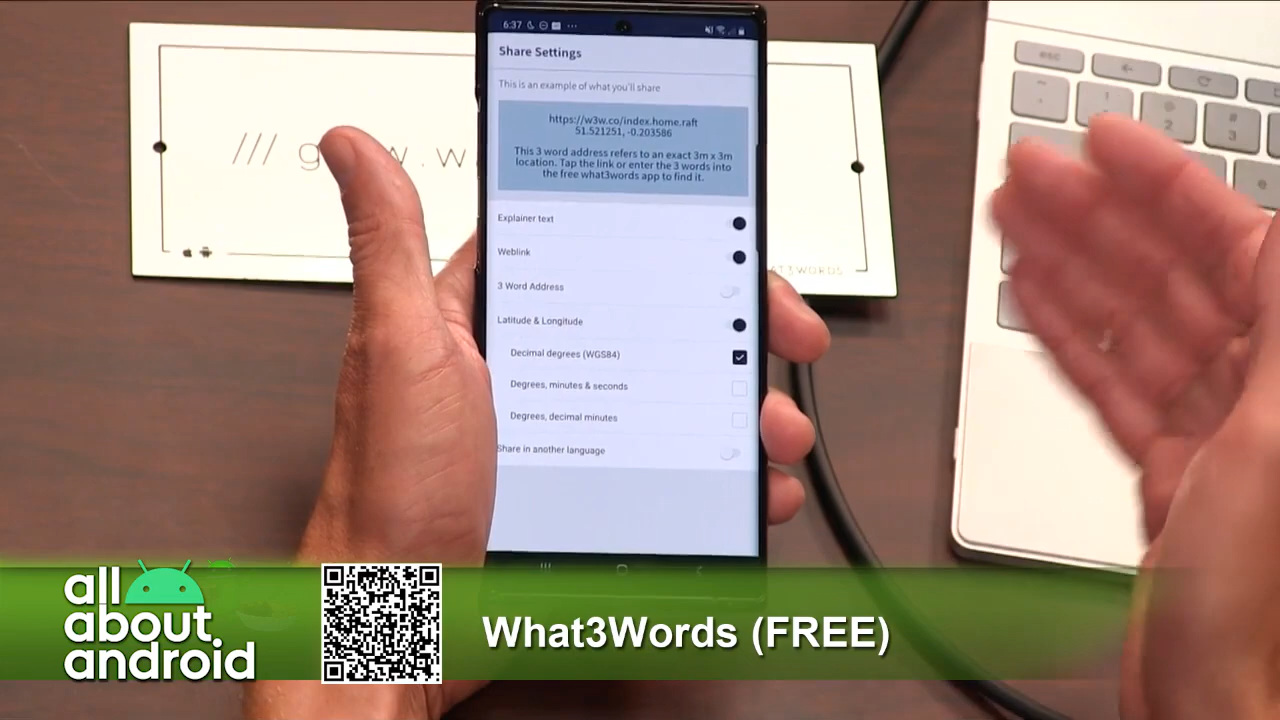 6:37
Share Settings
This is an example of what you'll share
https://w3w.co/index.home.raft
51.521251, -0.203586
This 3 word address refers to an exact 3m x 3m
location. Tap the link or enter the 3 words into
the free what3words app to find it.
Explainer text
Weblink
3 Word Address
Latitude & Longitude
Decimal degrees (WGS84)
Degrees, minutes & seconds
Degrees, decimal minutes
Share in another language
///
AT3WORDS
esc
2
3
e
all
about
android
What3Words (FREE)